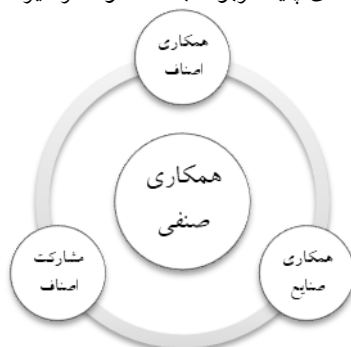 همکاری
اصناف
همکاری
صنفی
مشارکت
اصناف
همکاری
صنایع